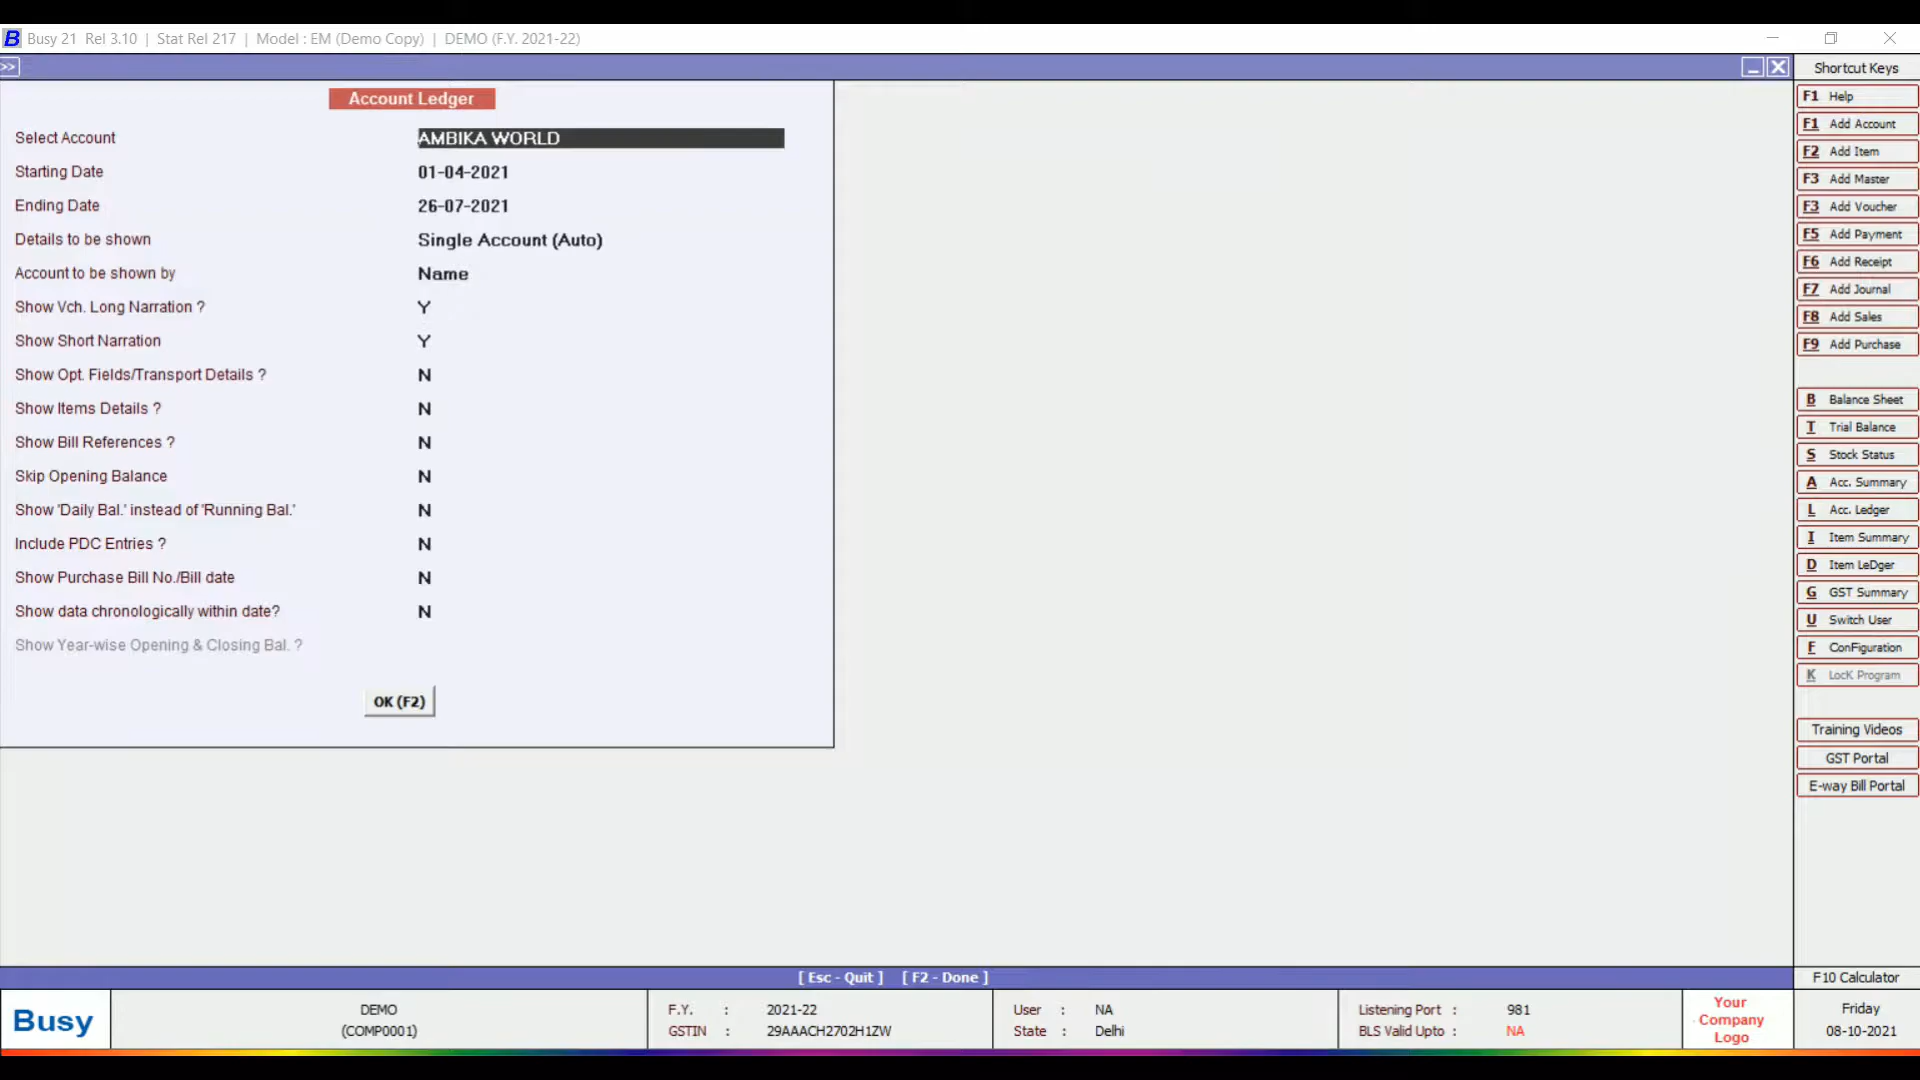 B Busy 21 Rel 3.10 | Stat Rel 217 | Model : EM (Demo Copy) | DEMO (F.Y. 2021-22)
>>
Account Ledger
Select Account AMBIKA WORLD
Starting Date 01-04-2021
Ending Date 26-07-2021
Details to be shown Single Account (Auto)
Account to be shown by Name
Show Vch. Long Narration ? Y
Show Short Narration Y
Show Opt. Fields/Transport Details ? N
Show Items Details ? N
Show Bill References ? N
Skip Opening Balance N
Show 'Daily Bal.' instead of 'Running Bal.' N
Include PDC Entries ? N
Show Purchase Bill No./Bill date N
Show data chronologically within date? N
Show Year-wise Opening & Closing Bal. ?
OK (F2)
Shortcut Keys
F1 Help
F1 Add Account
F2 Add Item
F3 Add Master
F3 Add Voucher
F5 Add Payment
F6 Add Receipt
F7 Add Journal
F8 Add Sales
F9 Add Purchase
B Balance Sheet
T Trial Balance
S Stock Status
A Acc. Summary
L Acc. Ledger
I Item Summary
D Item LeDger
G GST Summary
U Switch User
F ConFiguration
K LocK Program
Training Videos
GST Portal
E-way Bill Portal
[ Esc - Quit ] [ F2 - Done ]
F10 Calculator
Busy
DEMO
(COMP0001)
F.Y. : 2021-22
GSTIN : 29AAACH2702H1ZW
User : NA
State : Delhi
Listening Port : 981
BLS Valid Upto : NA
Your
Company
Logo
Friday
08-10-2021